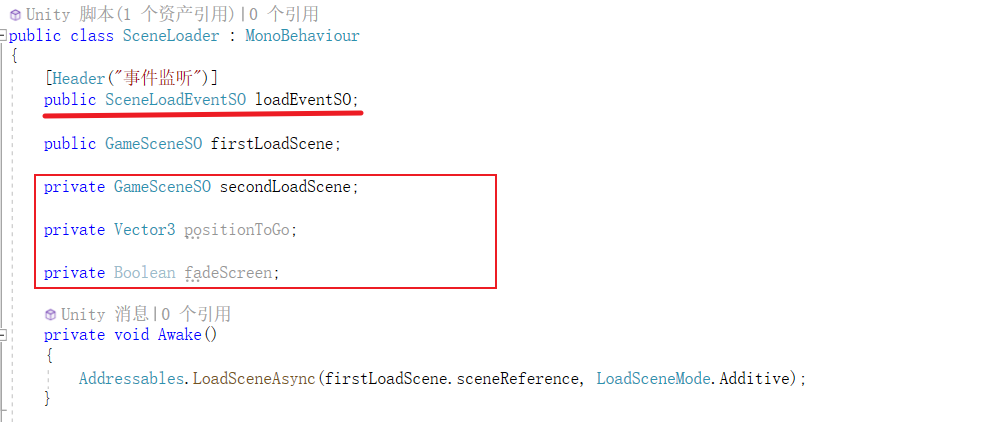 Unity 脚本(1 个资产引用)|0 个引用
public class SceneLoader : MonoBehaviour
{
[Header("事件监听")]
public SceneLoadEventSO loadEventSO;
public GameSceneSO firstLoadScene;
private GameSceneSO secondLoadScene;
private Vector3 positionToGo;
private Boolean fadeScreen;
Unity 消息|0 个引用
private void Awake()
{
Addressables.LoadSceneAsync(firstLoadScene.sceneReference, LoadSceneMode.Additive);
}